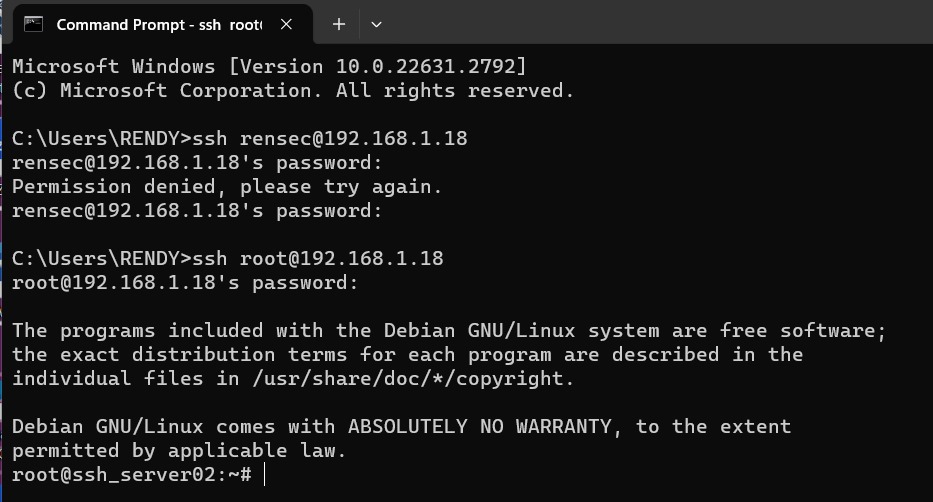 Command Prompt - ssh root
Microsoft Windows [Version 10.0.22631.2792]
(c) Microsoft Corporation. All rights reserved.
C:\Users\RENDY>ssh rensec@192.168.1.18
rensec@192.168.1.18's password:
Permission denied, please try again.
rensec@192.168.1.18's password:
C:\Users\RENDY>ssh root@192.168.1.18
root@192.168.1.18's password:
The programs included with the Debian GNU/Linux system are free software;
the exact distribution terms for each program are described in the
individual files in /usr/share/doc/*/copyright.
Debian GNU/Linux comes with ABSOLUTELY NO WARRANTY, to the extent
permitted by applicable law.
root@ssh_server02:~#